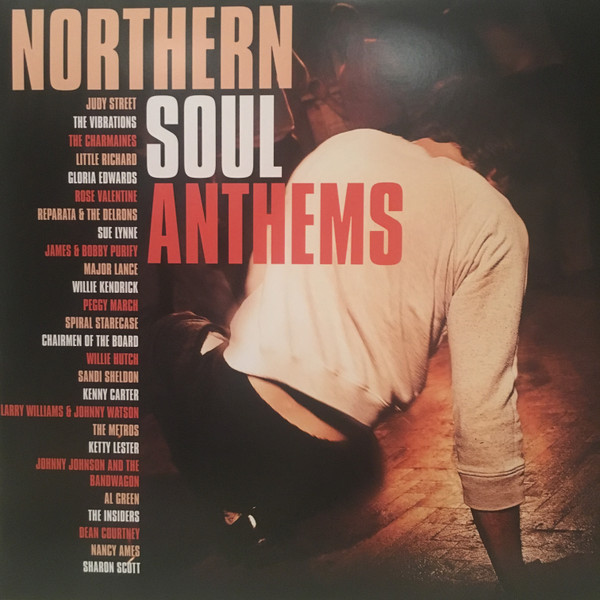 NORTHERN
SOUL
ANTHEMS
JUDY STREET
THE VIBRATIONS
THE CHARMAINES
LITTLE RICHARD
GLORIA EDWARDS
ROSE VALENTINE
REPARATA & THE DELRONS
SUE LYNNE
JAMES & BOBBY PURIFY
MAJOR LANCE
WILLIE KENDRICK
PEGGY MARCH
SPIRAL STARECASE
CHAIRMEN OF THE BOARD
WILLIE HUTCH
SANDI SHELDON
KENNY CARTER
LARRY WILLIAMS & JOHNNY WATSON
THE METROS
KETTY LESTER
JOHNNY JOHNSON AND THE
BANDWAGON
AL GREEN
THE INSIDERS
DEAN COURTNEY
NANCY AMES
SHARON SCOTT